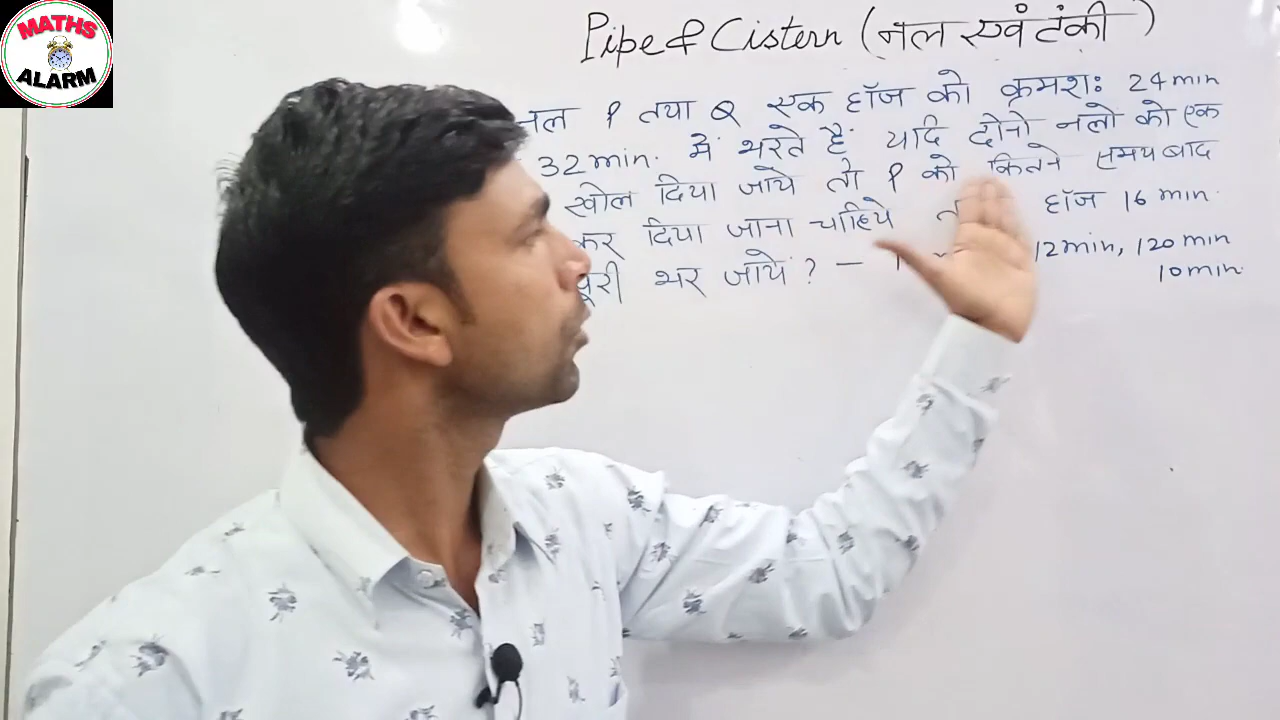 MATHS
ALARM
Pipe & Cistern (नल एवं टंकी)
नल P तथा Q एक हॉज को क्रमशः 24 min
32 min. में भरते हैं यदि दोनो नलो को एक
खोल दिया जाये तो P को कितने समय बाद
कर दिया जाना चाहिये हॉज 16 min.
पूरी भर जाये ? — 12 min, 120 min
10 min.